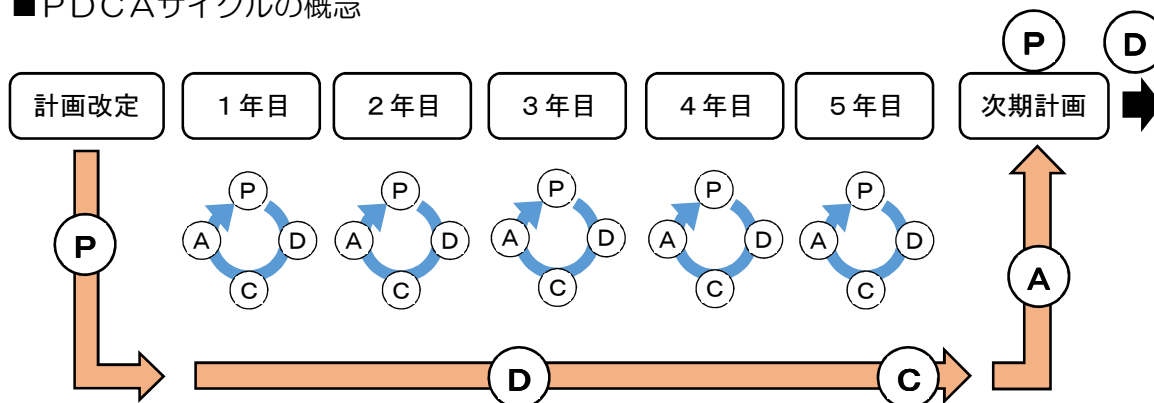 ■PDCAサイクルの概念
P D
計画改定 １年目 ２年目 ３年目 ４年目 ５年目 次期計画
P P P P P
A D A D A D A D A D
C C C C C
P
A
D C